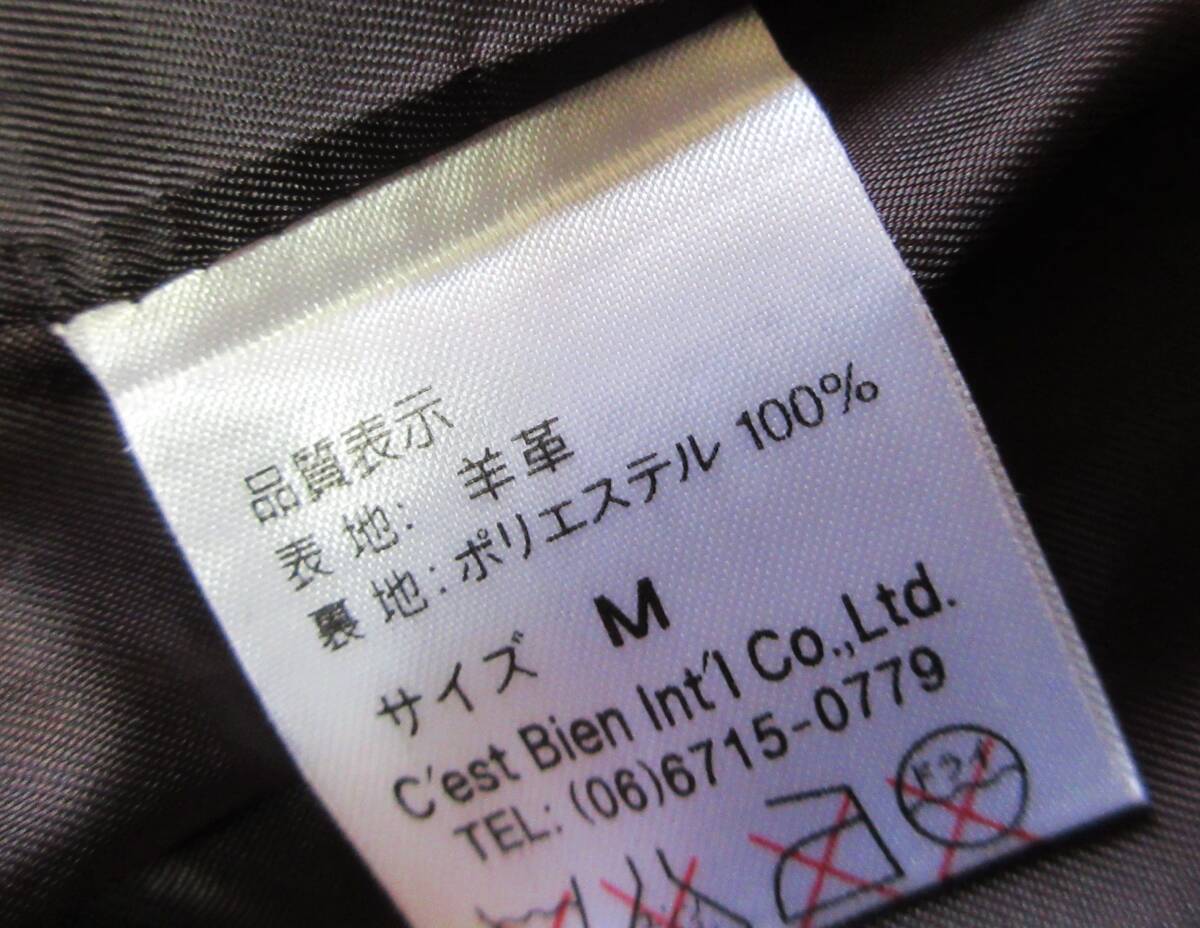 品質表示
表地: 羊革
裏地:ポリエステル 100%
サイズ M
C'est Bien Int'l Co.,Ltd.
TEL: (06)6715-0779
ドライ